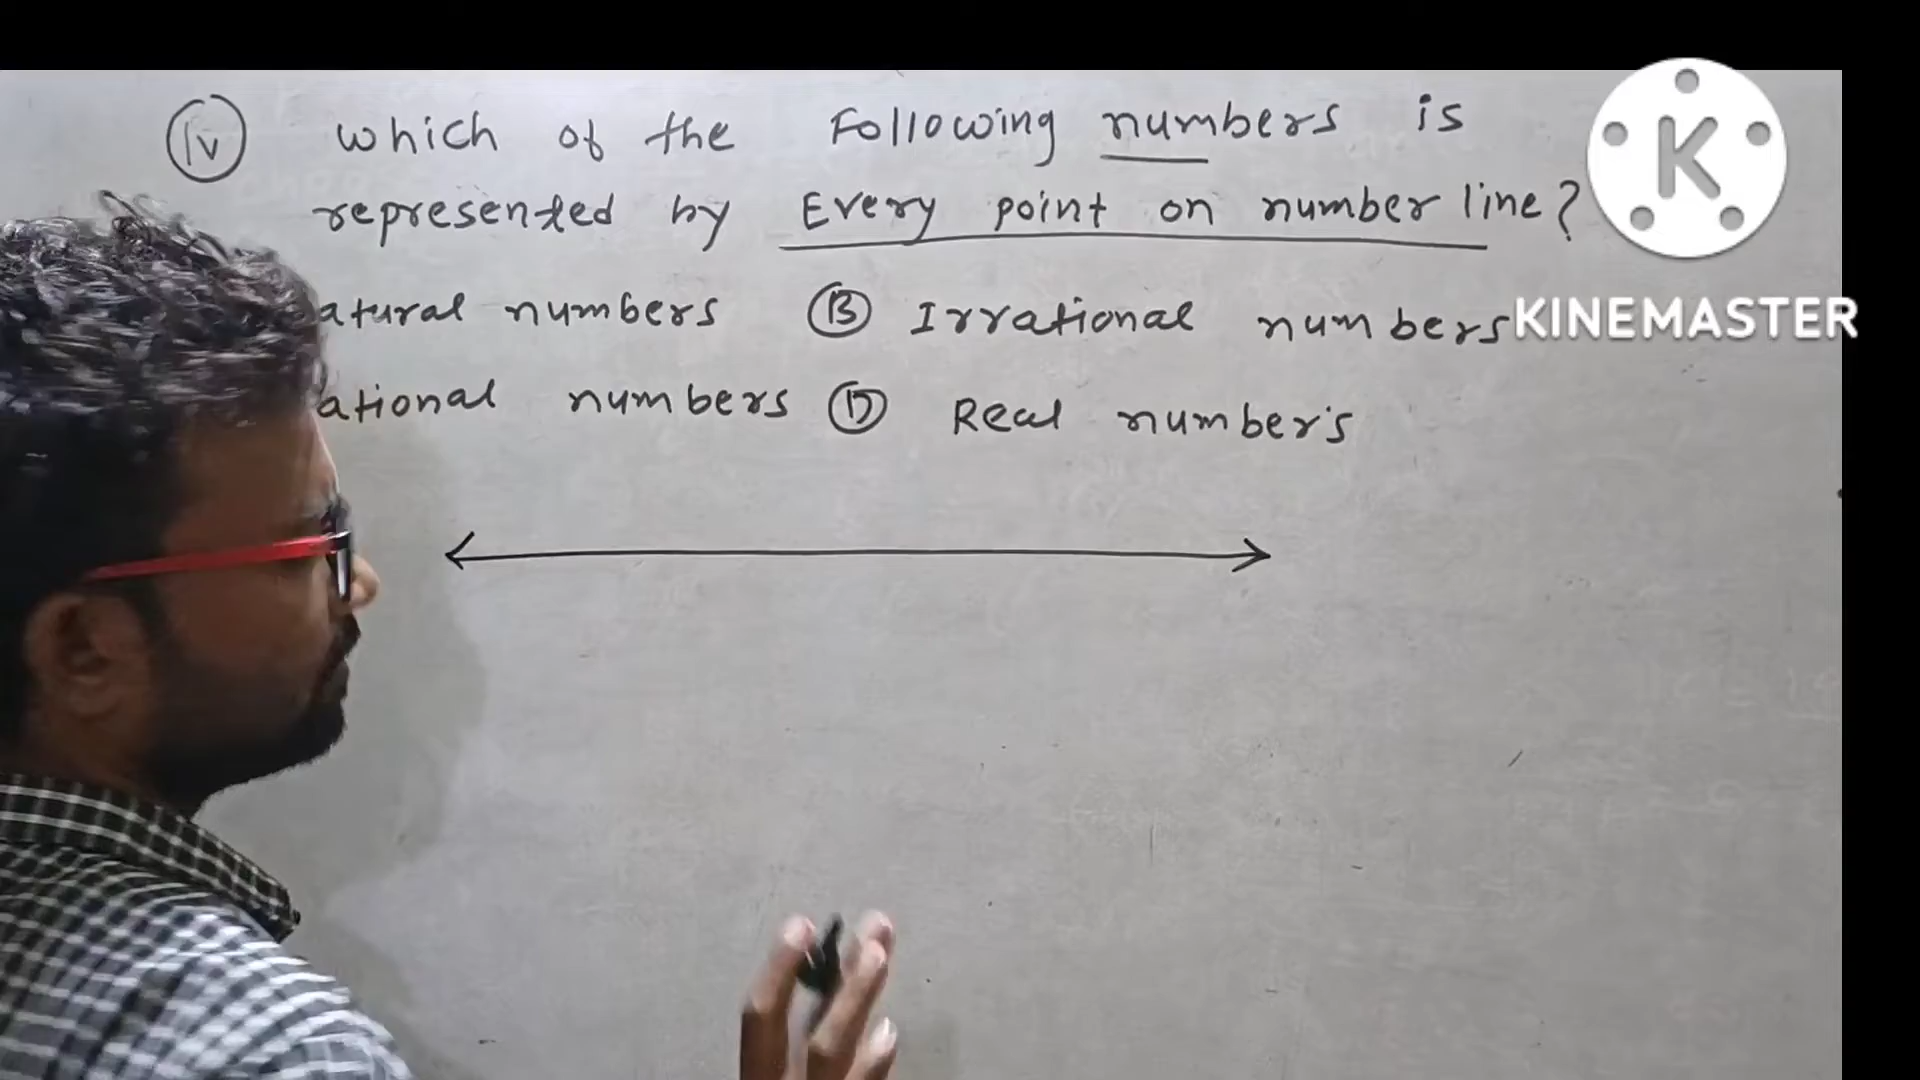 (iv) which of the Following numbers is
represented by Every point on number line?
atural numbers (B) Irrational numbers
ational numbers (D) Real number's
K
KINEMASTER